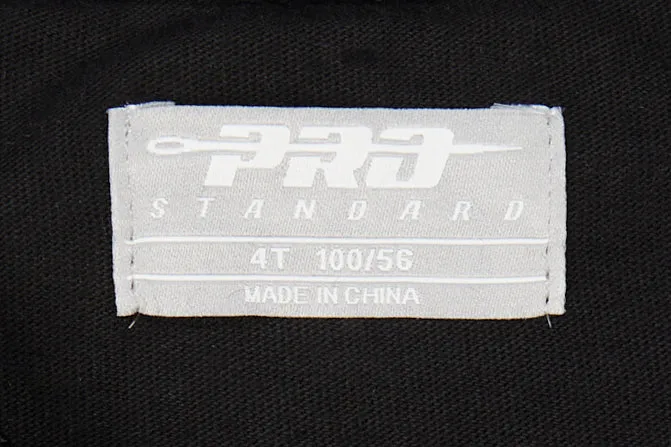 PRO
STANDARD
4T 100/56
MADE IN CHINA